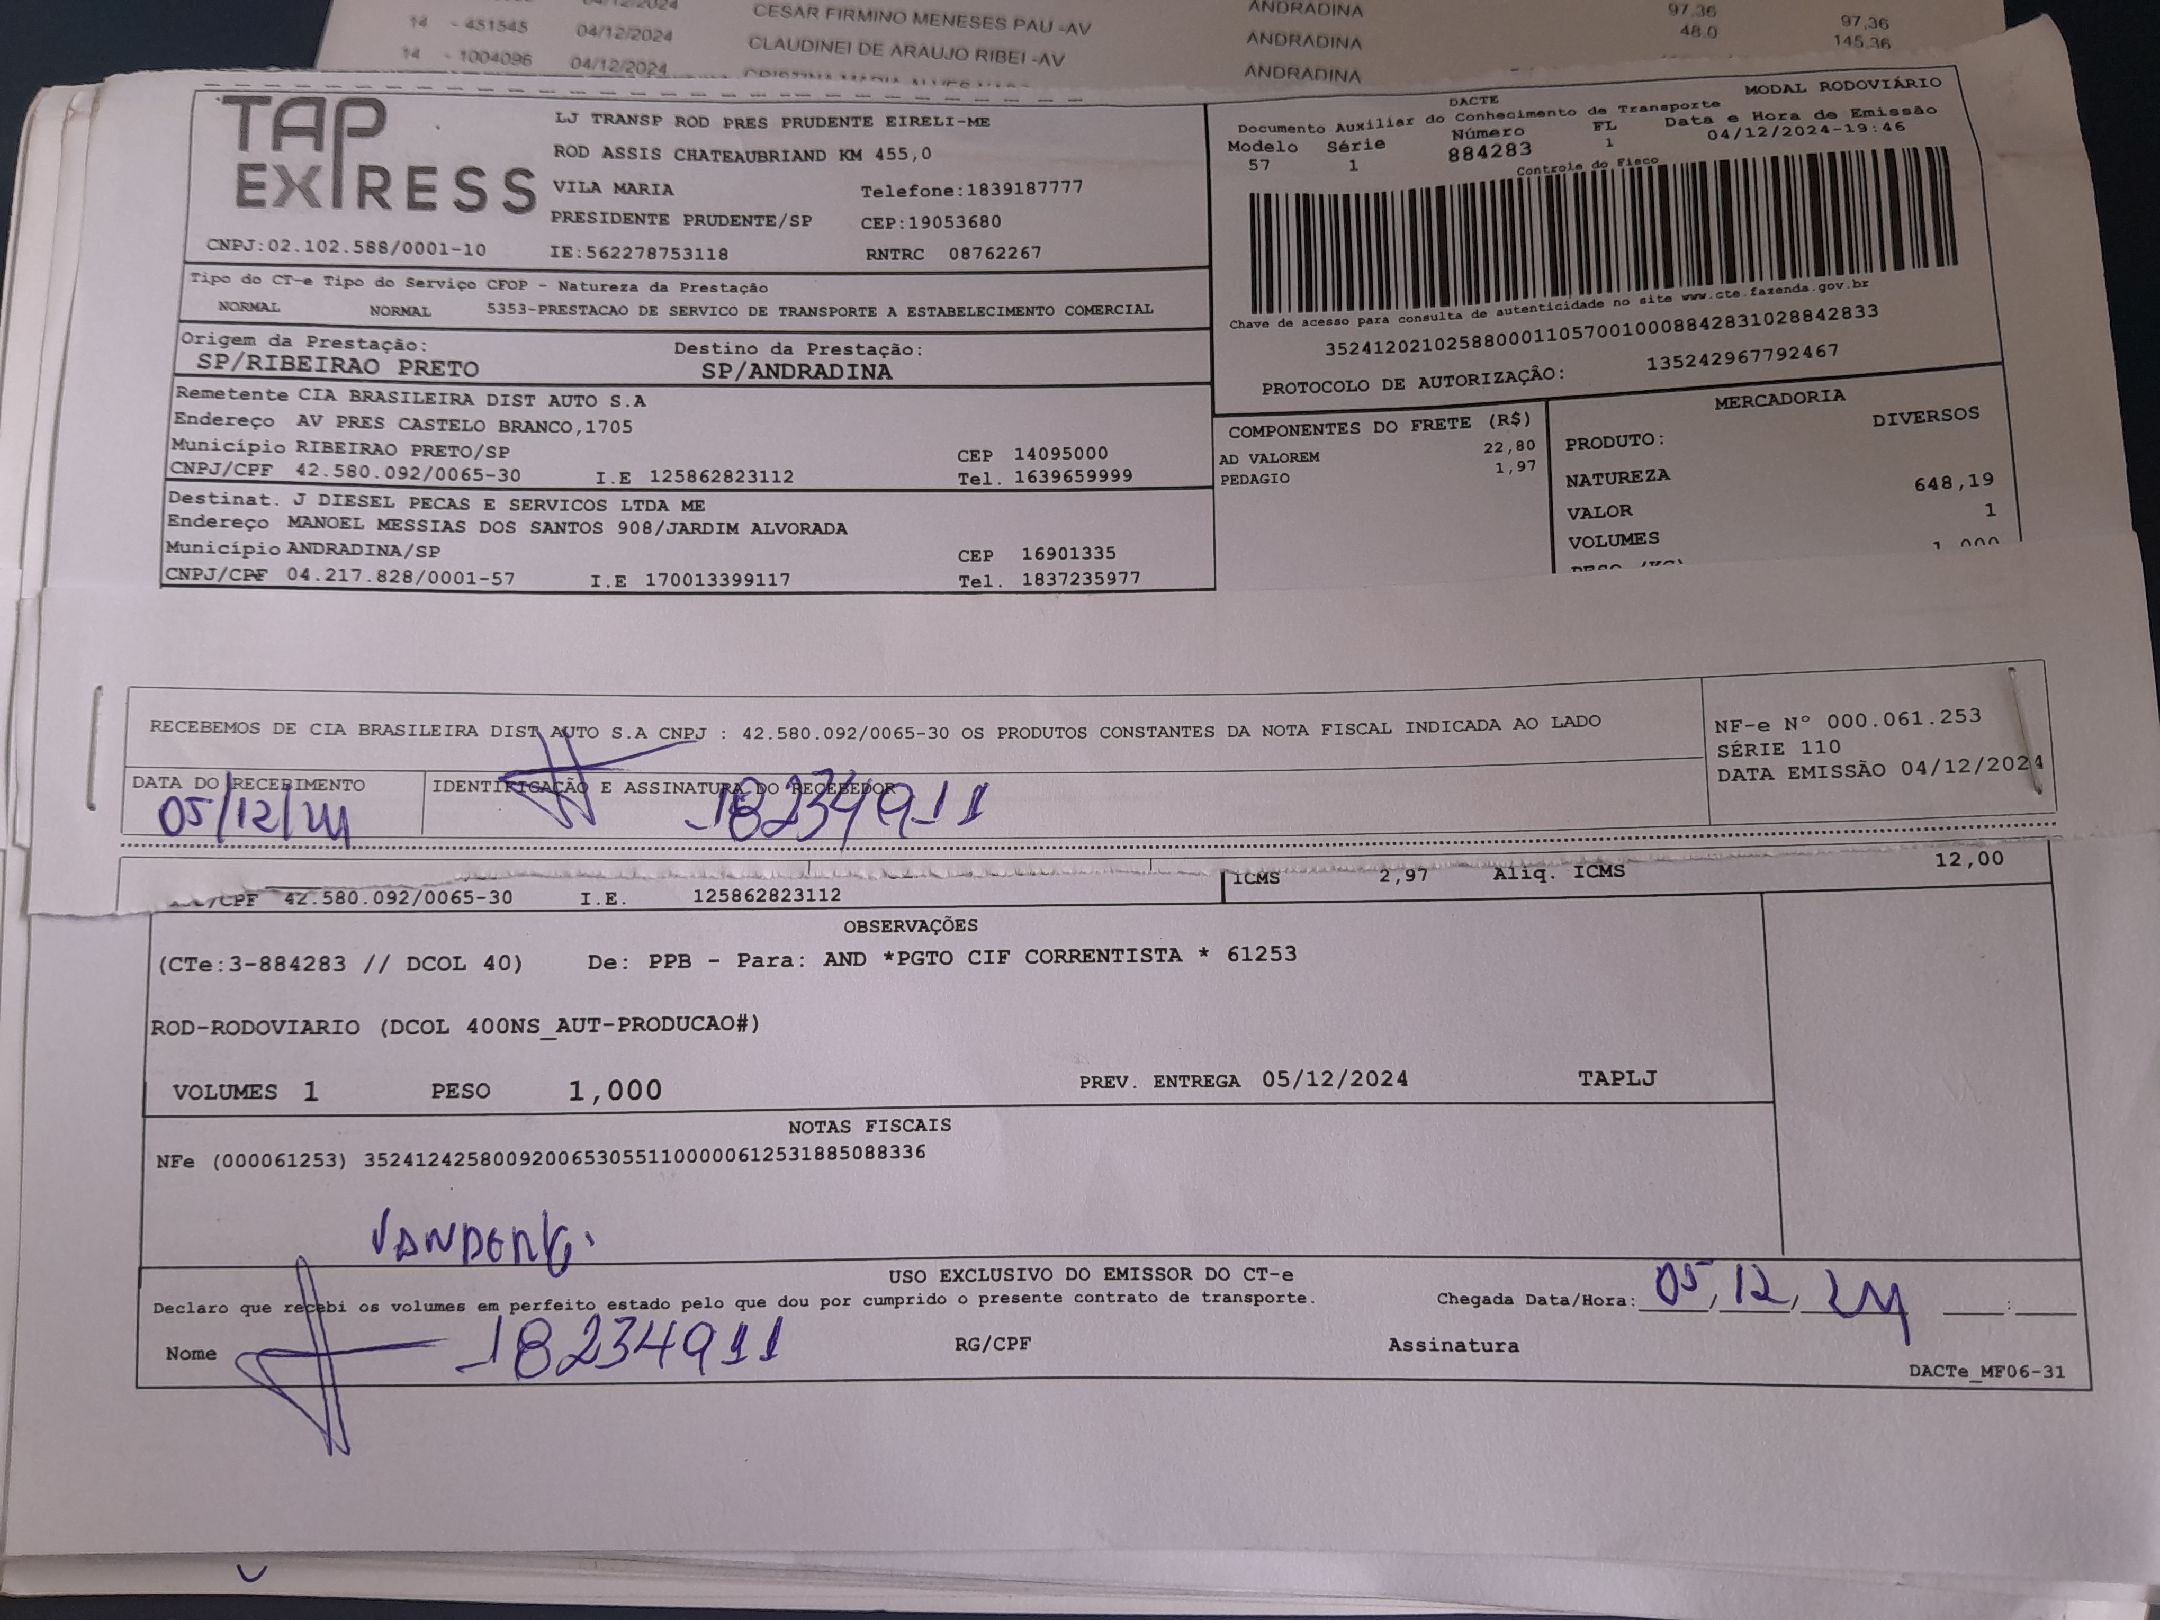 CESAR FIRMINO MENESES PAU -AV ANDRADINA 97,36
14 - 451545 04/12/2024 CLAUDINEI DE ARAUJO RIBEI -AV ANDRADINA 48.0 97,36
14 - 1004096 04/12/2024 ANDRADINA 145,36
TAP EXPRESS
LJ TRANSP ROD PRES PRUDENTE EIRELI-ME
ROD ASSIS CHATEAUBRIAND KM 455,0
VILA MARIA Telefone:1839187777
PRESIDENTE PRUDENTE/SP CEP:19053680
CNPJ:02.102.588/0001-10 IE:562278753118 RNTRC 08762267
DACTE MODAL RODOVIÁRIO
Documento Auxiliar do Conhecimento de Transporte
Modelo Série Número FL Data e Hora de Emissão
57 1 884283 1 04/12/2024-19:46
Controle do Fisco
Chave de acesso para consulta de autenticidade no site www.cte.fazenda.gov.br
35241202102588000110570010008842831028842833
PROTOCOLO DE AUTORIZAÇÃO: 135242967792467
Tipo do CT-e Tipo do Serviço CFOP - Natureza da Prestação
NORMAL NORMAL 5353-PRESTACAO DE SERVICO DE TRANSPORTE A ESTABELECIMENTO COMERCIAL
Origem da Prestação: Destino da Prestação:
SP/RIBEIRAO PRETO SP/ANDRADINA
Remetente CIA BRASILEIRA DIST AUTO S.A
Endereço AV PRES CASTELO BRANCO,1705
Município RIBEIRAO PRETO/SP CEP 14095000
CNPJ/CPF 42.580.092/0065-30 I.E 125862823112 Tel. 1639659999
Destinat. J DIESEL PECAS E SERVICOS LTDA ME
Endereço MANOEL MESSIAS DOS SANTOS 908/JARDIM ALVORADA
Município ANDRADINA/SP CEP 16901335
CNPJ/CPF 04.217.828/0001-57 I.E 170013399117 Tel. 1837235977
COMPONENTES DO FRETE (R$)
AD VALOREM 22,80
PEDAGIO 1,97
MERCADORIA
PRODUTO: DIVERSOS
NATUREZA
VALOR 648,19
VOLUMES 1
1,000
RECEBEMOS DE CIA BRASILEIRA DIST AUTO S.A CNPJ : 42.580.092/0065-30 OS PRODUTOS CONSTANTES DA NOTA FISCAL INDICADA AO LADO
NF-e Nº 000.061.253
SÉRIE 110
DATA EMISSÃO 04/12/2024
DATA DO RECEBIMENTO IDENTIFICAÇÃO E ASSINATURA DO RECEBEDOR
05/12/24 18234911
/CPF 42.580.092/0065-30 I.E. 125862823112 ICMS 2,97 Aliq. ICMS 12,00
OBSERVAÇÕES
(CTe:3-884283 // DCOL 40) De: PPB - Para: AND *PGTO CIF CORRENTISTA * 61253
ROD-RODOVIARIO (DCOL 400NS_AUT-PRODUCAO#)
VOLUMES 1 PESO 1,000 PREV. ENTREGA 05/12/2024 TAPLJ
NOTAS FISCAIS
NFe (000061253) 35241242580092006530551100000612531885088336
USO EXCLUSIVO DO EMISSOR DO CT-e
Declaro que recebi os volumes em perfeito estado pelo que dou por cumprido o presente contrato de transporte. Chegada Data/Hora: 05,12,24 :
Nome 18234911 RG/CPF Assinatura
DACTe_MF06-31